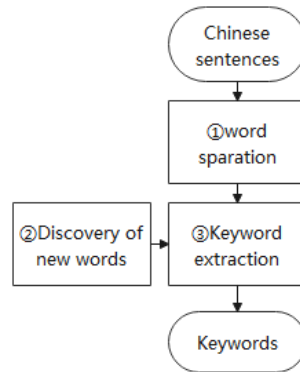 Chinese
sentences
①word
sparation
②Discovery of
new words
③Keyword
extraction
Keywords